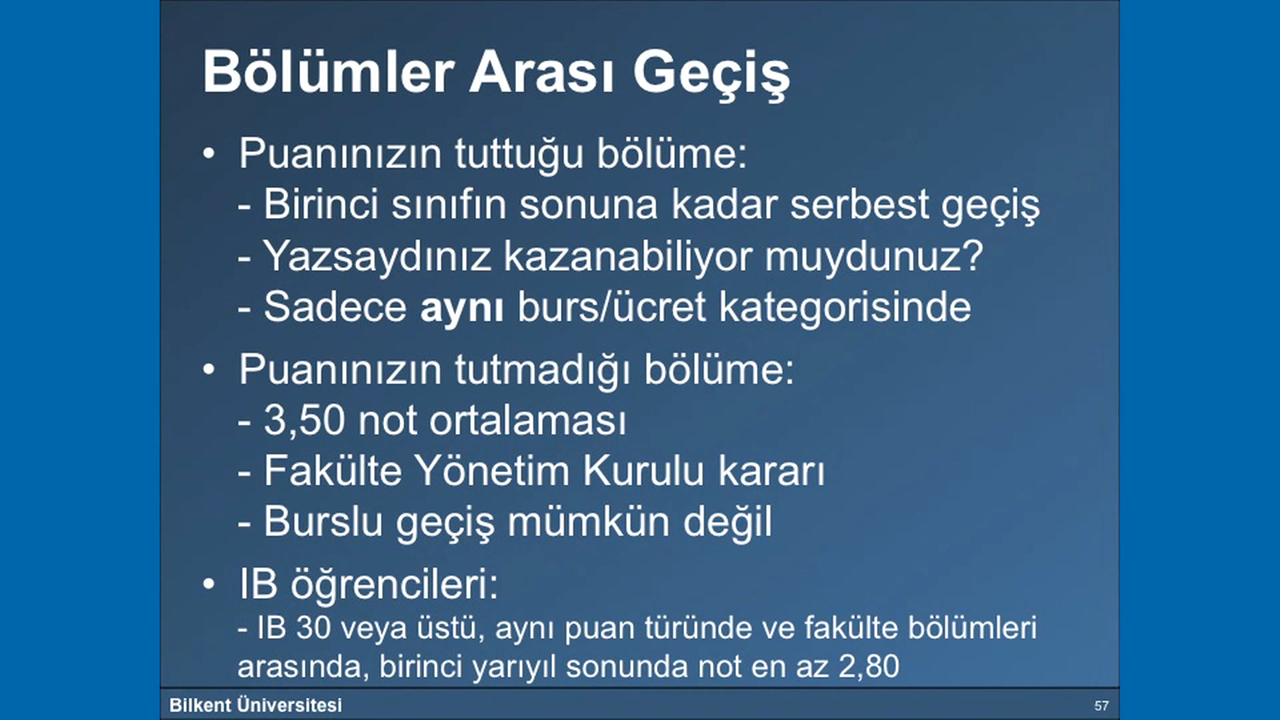 Bölümler Arası Geçiş
• Puanınızın tuttuğu bölüme:
- Birinci sınıfın sonuna kadar serbest geçiş
- Yazsaydınız kazanabiliyor muydunuz?
- Sadece aynı burs/ücret kategorisinde
• Puanınızın tutmadığı bölüme:
- 3,50 not ortalaması
- Fakülte Yönetim Kurulu kararı
- Burslu geçiş mümkün değil
• IB öğrencileri:
- IB 30 veya üstü, aynı puan türünde ve fakülte bölümleri
arasında, birinci yarıyıl sonunda not en az 2,80
Bilkent Üniversitesi 57